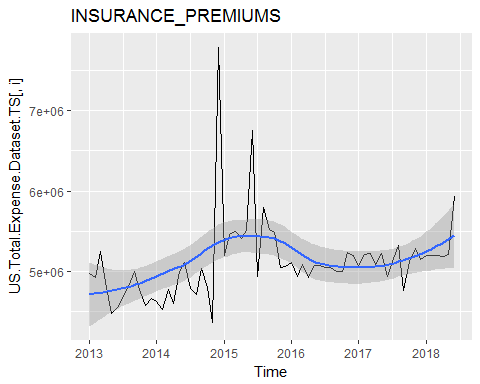 INSURANCE_PREMIUMS
US.Total.Expense.Dataset.TS[, i]
7e+06
6e+06
5e+06
2013 2014 2015 2016 2017 2018
Time